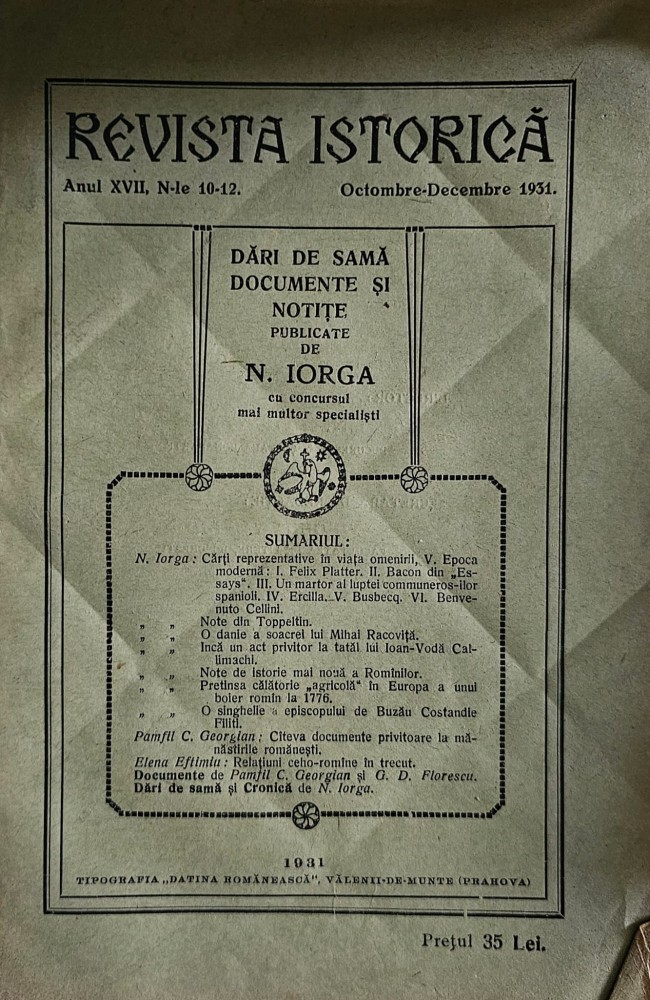 REVISTA ISTORICĂ
Anul XVII, N-le 10-12. Octombre-Decembre 1931.
DĂRI DE SAMĂ
DOCUMENTE ȘI
NOTIȚE
PUBLICATE
DE
N. IORGA
cu concursul
mai multor specialiști
SUMARIUL:
N. Iorga: Cărți reprezentative în viața omenirii, V. Epoca
modernă: I. Felix Platter. II. Bacon din „Es-
says“. III. Un martor al luptei communeros-ilor
spanioli. IV. Ercilla. V. Busbecq. VI. Benve-
nuto Cellini.
„ „ Note din Toppeltin.
„ „ O danie a soacrei lui Mihai Racoviță.
„ „ Încă un act privitor la tatăl lui Ioan-Vodă Cal-
limachi.
„ „ Note de istorie mai nouă a Romînilor.
„ „ Pretinsa călătorie „agricolă“ în Europa a unui
boier romîn la 1776.
„ „ O singhelie a episcopului de Buzău Costandie
Filiti.
Pamfil C. Georgian: Cîteva documente privitoare la mă-
năstirile românești.
Elena Eftimiu: Relațiuni ceho-romîne în trecut.
Documente de Pamfil C. Georgian și G. D. Florescu.
Dări de samă și Cronică de N. Iorga.
1931
TIPOGRAFIA „DATINA ROMÂNEASCĂ“, VĂLENII-DE-MUNTE (PRAHOVA)
Prețul 35 Lei.